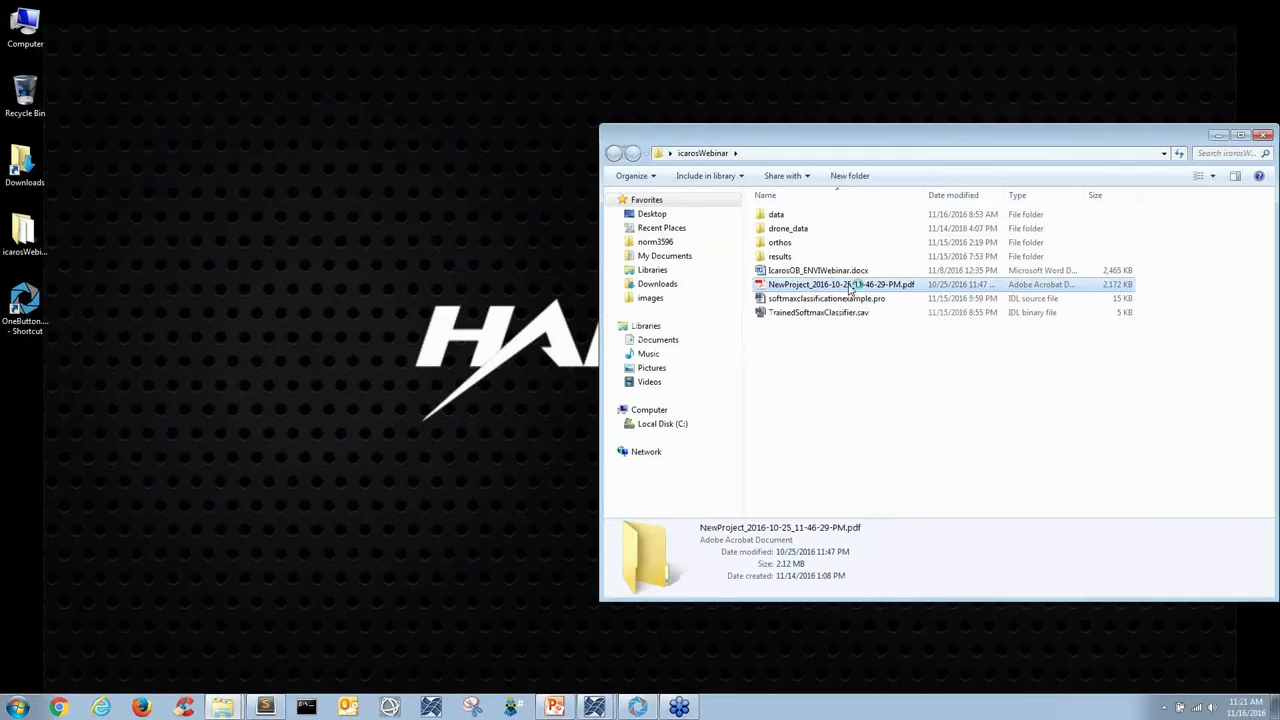 Computer
Recycle Bin
Downloads
icarosWebi...
OneButton...
Shortcut
HA
icarosWebinar
Search icarosW...
Organize
Include in library
Share with
New folder
Name
Date modified
Type
Size
Favorites
Desktop
Recent Places
norm3596
My Documents
Libraries
Downloads
images
Libraries
Documents
Music
Pictures
Videos
Computer
Local Disk (C:)
Network
data 11/16/2016 8:53 AM File folder
drone_data 11/14/2016 4:07 PM File folder
orthos 11/15/2016 2:19 PM File folder
results 11/15/2016 7:53 PM File folder
IcarosOB_ENVIWebinar.docx 11/8/2016 12:35 PM Microsoft Word D... 2,465 KB
NewProject_2016-10-25_11-46-29-PM.pdf 10/25/2016 11:47 ... Adobe Acrobat D... 2,172 KB
softmaxclassificationexample.pro 11/15/2016 8:59 PM IDL source file 15 KB
TrainedSoftmaxClassifier.sav 11/15/2016 8:55 PM IDL binary file 6 KB
NewProject_2016-10-25_11-46-29-PM.pdf
Adobe Acrobat Document
Date modified: 10/25/2016 11:47 PM
Size: 2.12 MB
Date created: 11/14/2016 1:08 PM
11:21 AM
11/16/2016